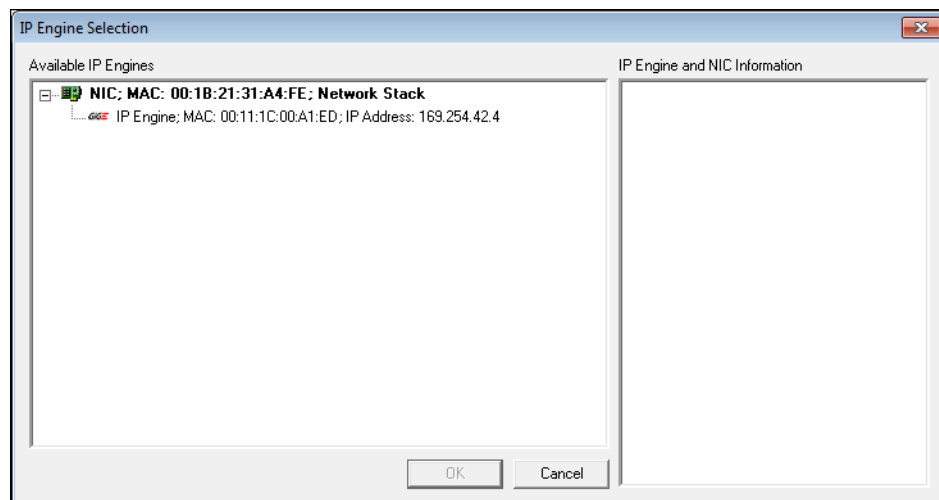 IP Engine Selection
Available IP Engines
IP Engine and NIC Information
NIC; MAC: 00:1B:21:31:A4:FE; Network Stack
GigE IP Engine; MAC: 00:11:1C:00:A1:ED; IP Address: 169.254.42.4
OK
Cancel